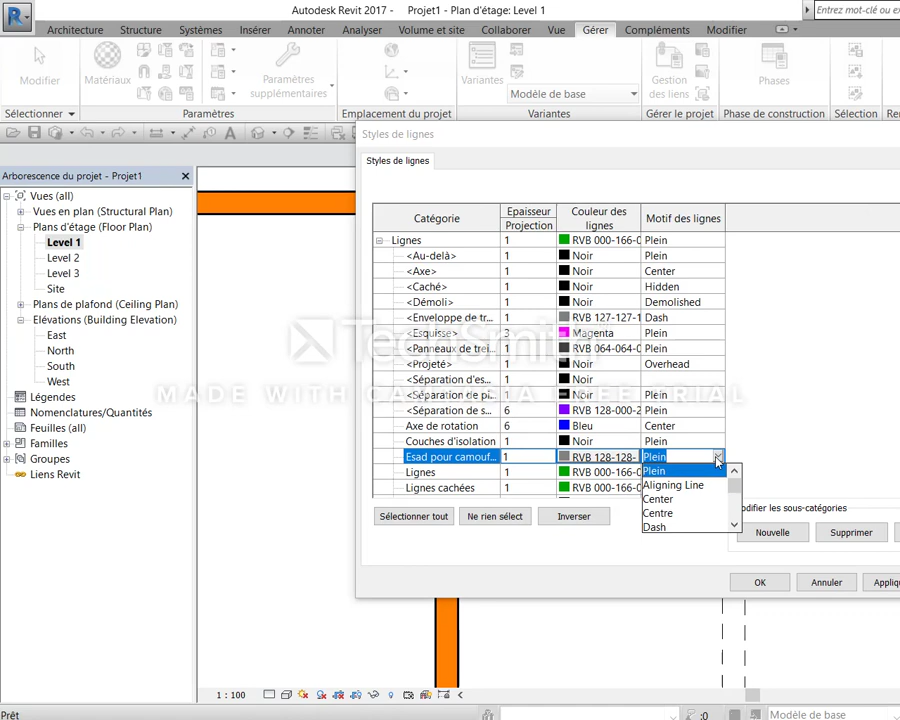 Autodesk Revit 2017 - Projet1 - Plan d'étage: Level 1
Entrez mot-clé ou
Architecture Structure Systèmes Insérer Annoter Analyser Volume et site Collaborer Vue Gérer Compléments Modifier
Modifier Matériaux Paramètres supplémentaires Variantes Modèle de base Gestion des liens Phases
Sélectionner Paramètres Emplacement du projet Variantes Gérer le projet Phase de construction Sélection
Styles de lignes
Styles de lignes
Arborescence du projet - Projet1
Vues (all)
Vues en plan (Structural Plan)
Plans d'étage (Floor Plan)
Level 1
Level 2
Level 3
Site
Plans de plafond (Ceiling Plan)
Elévations (Building Elevation)
East
North
South
West
Légendes
Nomenclatures/Quantités
Feuilles (all)
Familles
Groupes
Liens Revit
Catégorie Epaisseur Projection Couleur des lignes Motif des lignes
Lignes 1 RVB 000-166-0 Plein
<Au-delà> 1 Noir Plein
<Axe> 1 Noir Center
<Caché> 1 Noir Hidden
<Démoli> 1 Noir Demolished
<Enveloppe de tr... 1 RVB 127-127-1 Dash
<Esquisse> 3 Magenta Plein
<Panneaux de trei... 1 RVB 064-064-0 Plein
<Projeté> 1 Noir Overhead
<Séparation d'es... 1 Noir
<Séparation de pi... 1 Noir Plein
<Séparation de s... 6 RVB 128-000-2 Plein
Axe de rotation 6 Bleu Center
Couches d'isolation 1 Noir Plein
Esad pour camouf... 1 RVB 128-128- Plein
Lignes 1 RVB 000-166-0
Lignes cachées 1 RVB 000-166-0
Plein
Aligning Line
Center
Centre
Dash
TechSmith
MADE WITH CAMTASIA FREE TRIAL
Sélectionner tout Ne rien sélect Inverser
odifier les sous-catégories
Nouvelle Supprimer
OK Annuler Appliqu
1 : 100
Prêt :0 Modèle de base